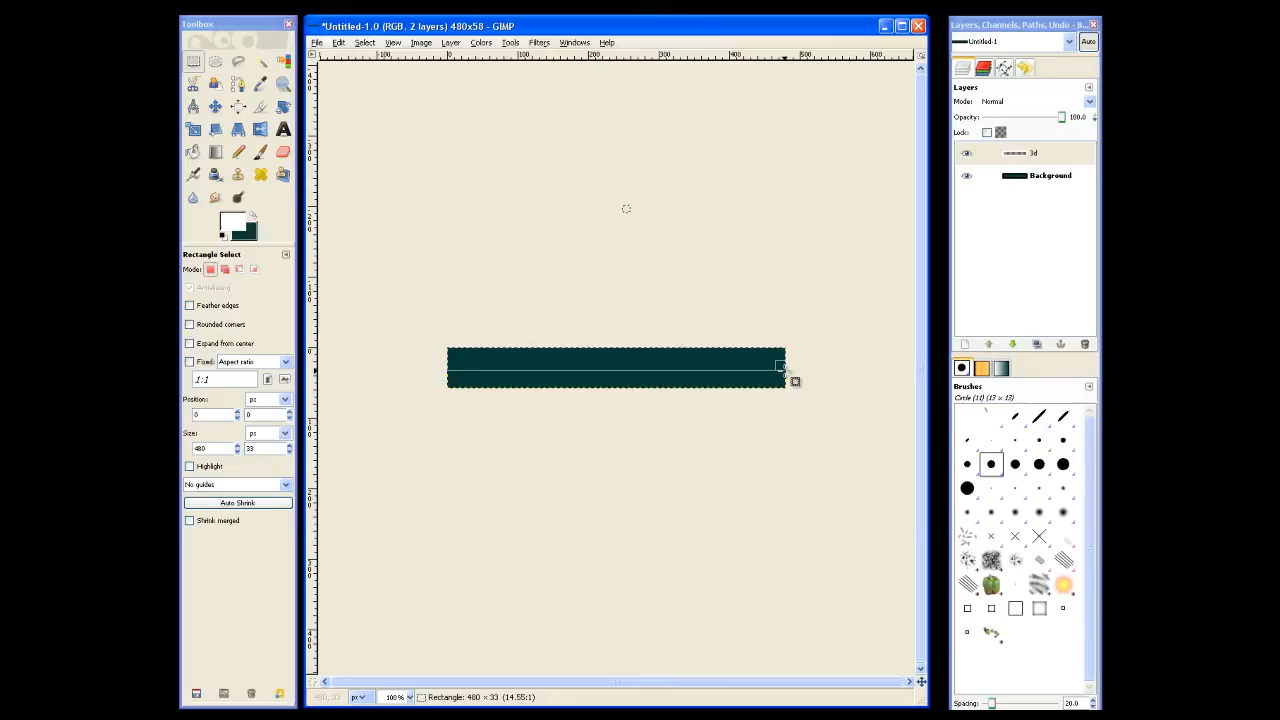 Toolbox
*Untitled-1.0 (RGB, 2 layers) 480x58 - GIMP
Layers, Channels, Paths, Undo - B...
File Edit Select View Image Layer Colors Tools Filters Windows Help
Untitled-1
Auto
Layers
Mode: Normal
Opacity: 100.0
Lock:
3d
Background
Rectangle Select
Mode:
Antialiasing
Feather edges
Rounded corners
Expand from center
Fixed: Aspect ratio
1:1
Position: px
0 0
Size: px
480 33
Highlight
No guides
Auto Shrink
Shrink merged
Brushes
Circle (11) (13 × 13)
480, 33 px 100% Rectangle: 480 × 33 (14.55:1)
Spacing: 20.0